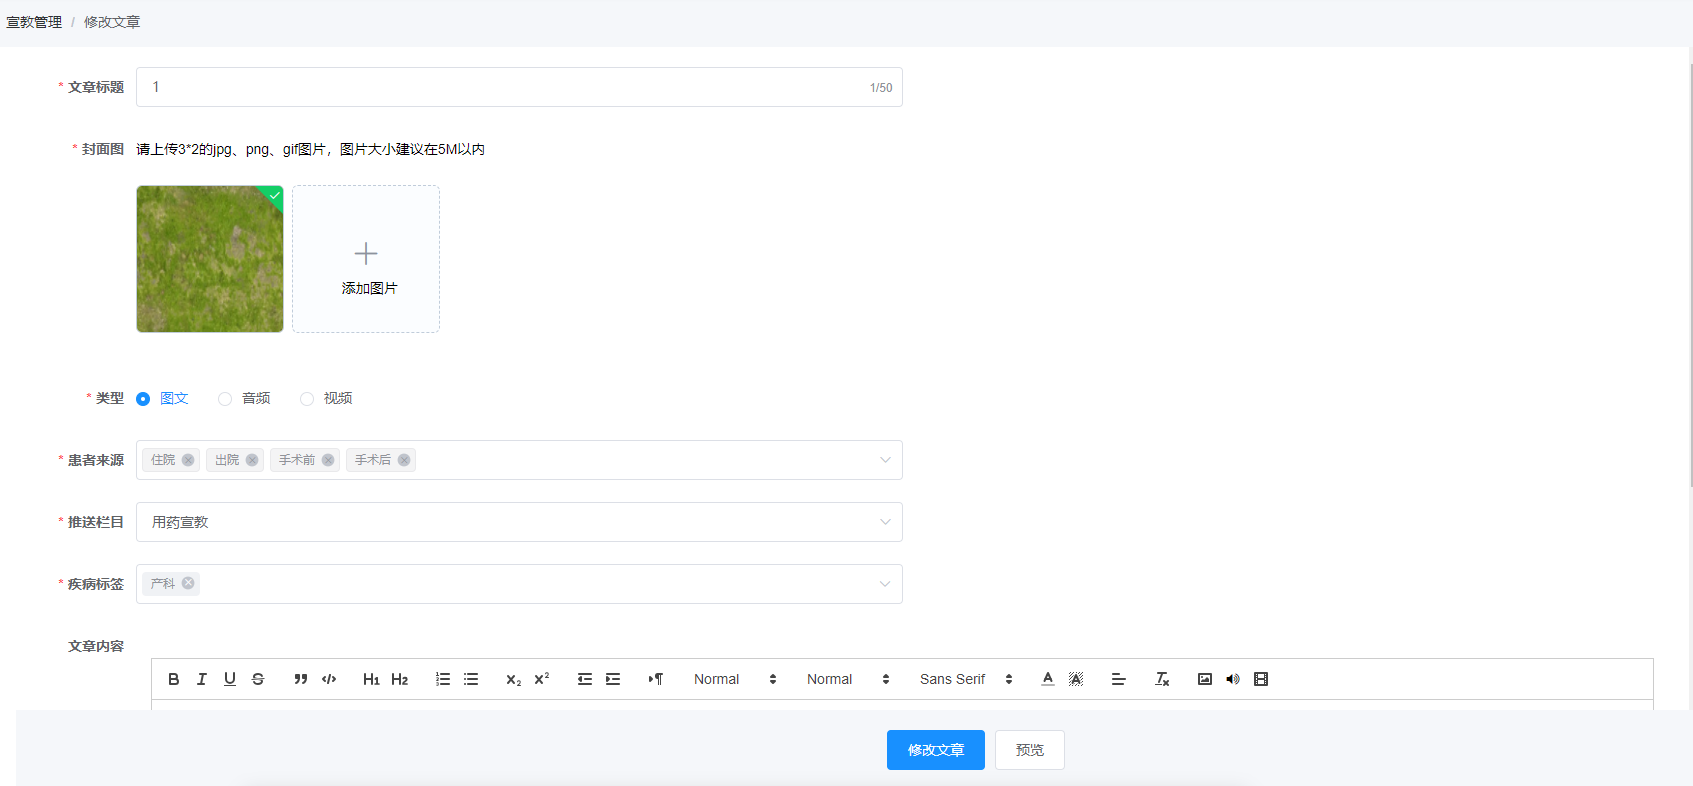 宣教管理 / 修改文章
* 文章标题 1 1/50
* 封面图 请上传3*2的jpg、png、gif图片，图片大小建议在5M以内
添加图片
* 类型 图文 音频 视频
* 患者来源 住院 出院 手术前 手术后
* 推送栏目 用药宣教
* 疾病标签 产科
文章内容
B I U S H1 H2 x2 x2 Normal Normal Sans Serif A A Tx
修改文章 预览